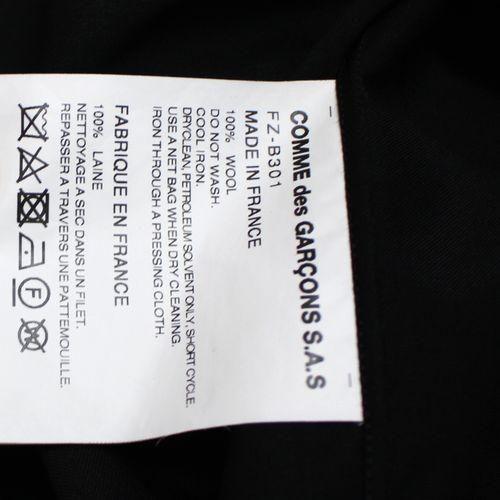 COMME des GARÇONS S.A.S
FZ-B301
MADE IN FRANCE
100% WOOL
DO NOT WASH.
COOL IRON.
DRYCLEAN, PETROLEUM SOLVENT ONLY, SHORT CYCLE.
USE A NET BAG WHEN DRY CLEANING.
IRON THROUGH A PRESSING CLOTH.
FABRIQUE EN FRANCE
100% LAINE
NETTOYAGE A SEC DANS UN FILET.
REPASSER A TRAVERS UNE PATTEMOUILLE.
F